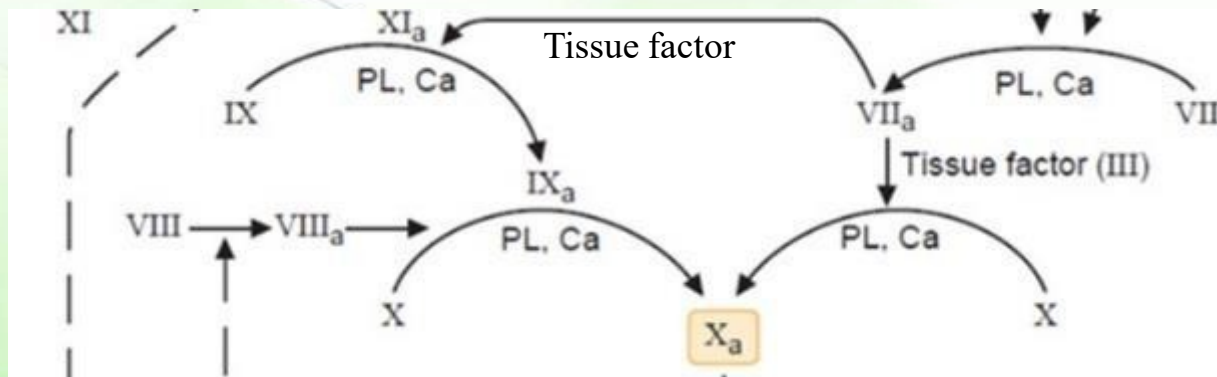 XI
XIa
Tissue factor
PL, Ca
PL, Ca
IX
VIIa
VII
Tissue factor (III)
IXa
VIII
VIIIa
PL, Ca
PL, Ca
X
Xa
X